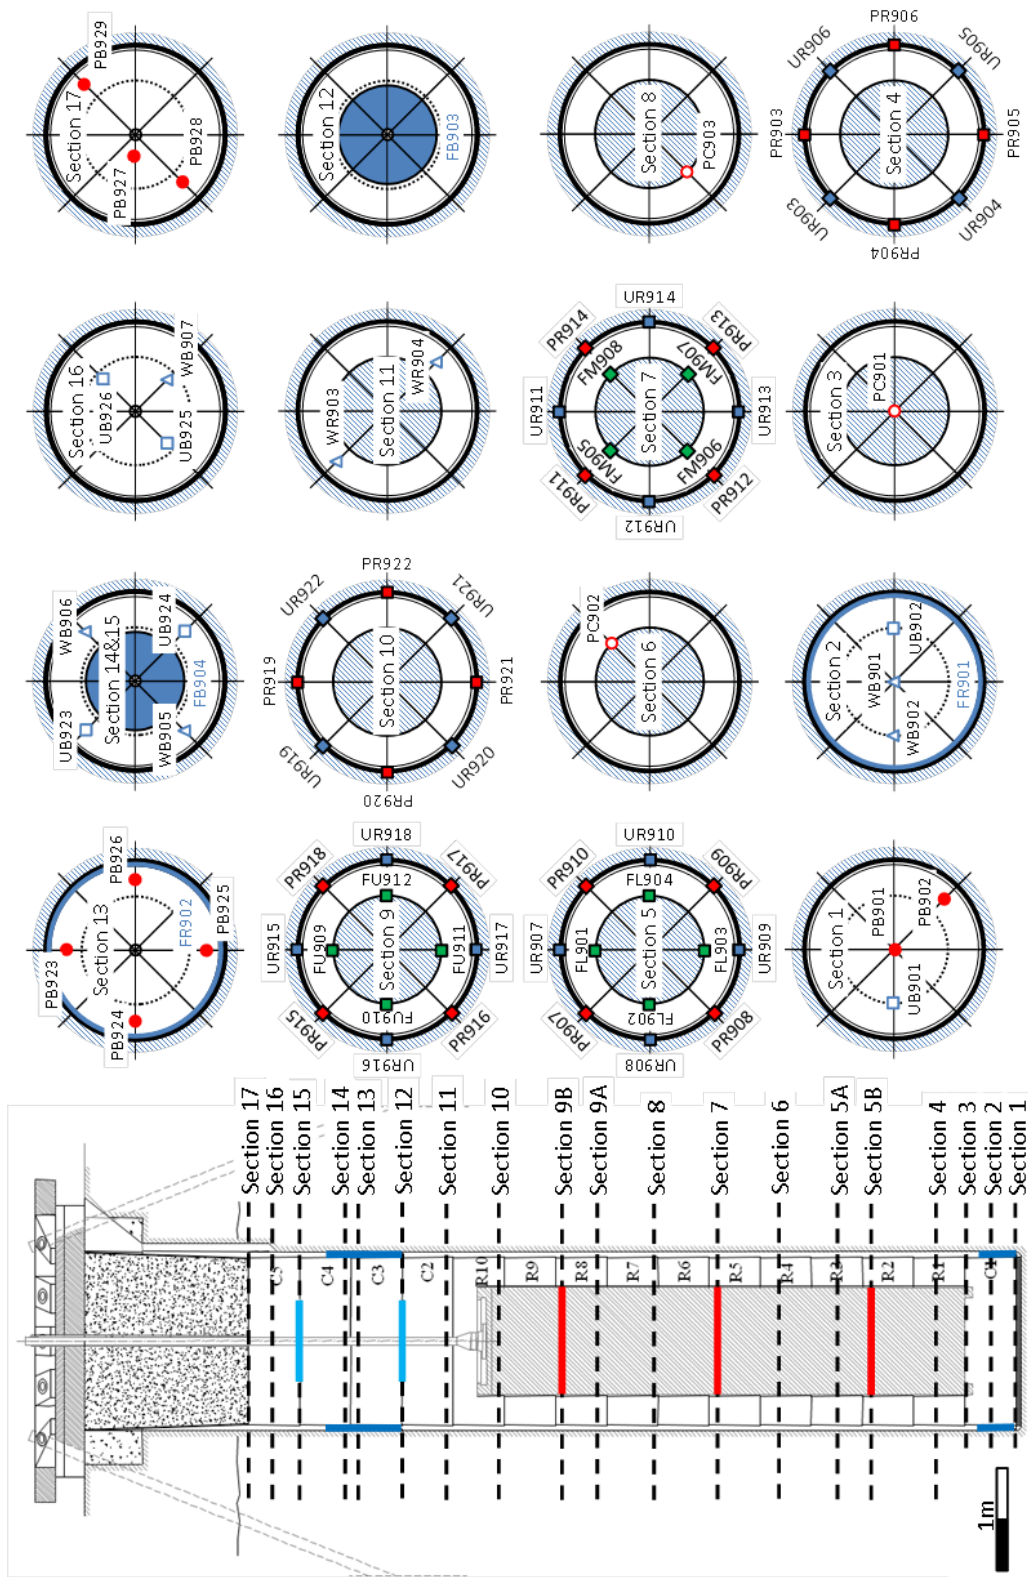 PB929
Section 17
PB927
PB928
Section 12
FB903
Section 8
PC903
PR906
UR906
UR905
PR903
Section 4
PR905
UR903
UR904
PR904
Section 16
UB926
WB907
UB925
WR903
Section 11
WR904
UR914
PR914
PR913
FM908
FM907
UR911
Section 7
UR913
FM905
FM906
PR911
PR912
UR912
Section 3
PC901
WB906
UB923
UB924
Section 14&15
WB905
FB904
PR922
UR922
UR921
PR919
Section 10
PR921
UR919
UR920
PR920
PC902
Section 6
Section 2
UB902
WB901
WB902
FR901
PB926
PB923
Section 13
FR902
PB925
PB924
UR918
PR918
PR917
FU912
UR915
FU909
Section 9
FU911
UR917
FU910
PR915
PR916
UR916
UR910
PR910
PR909
FL904
UR907
FL901
Section 5
FL903
UR909
FL902
PR907
PR908
UR908
Section 1
PB901
PB902
UB901
Section 17
Section 16
Section 15
Section 14
Section 13
Section 12
Section 11
Section 10
Section 9B
Section 9A
Section 8
Section 7
Section 6
Section 5A
Section 5B
Section 4
Section 3
Section 2
Section 1
C5
C4
C3
C2
R10
R9
R8
R7
R6
R5
R4
R3
R2
R1
C1
1m